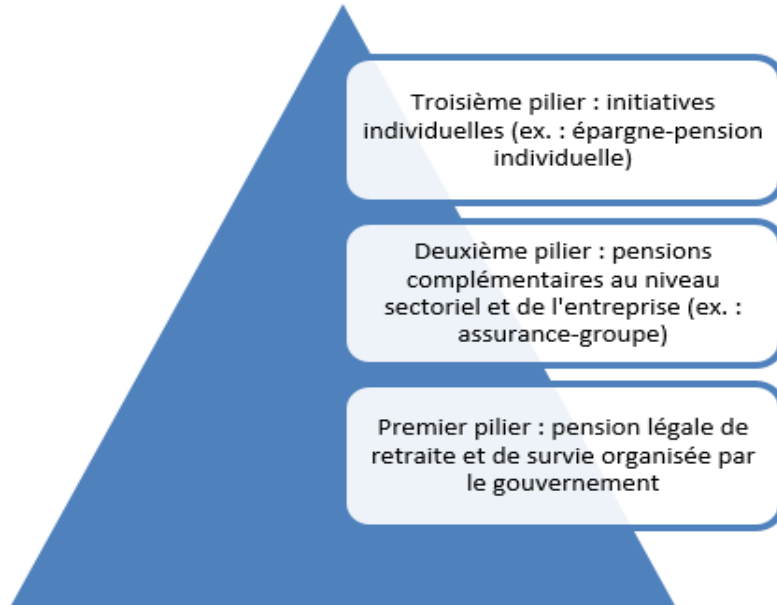 Troisième pilier : initiatives
individuelles (ex. : épargne-pension
individuelle)
Deuxième pilier : pensions
complémentaires au niveau
sectoriel et de l'entreprise (ex. :
assurance-groupe)
Premier pilier : pension légale de
retraite et de survie organisée par
le gouvernement